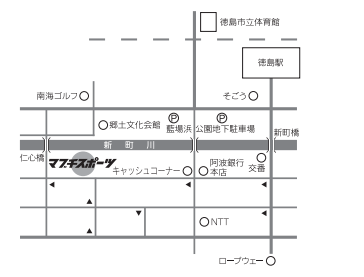 徳島市立体育館
徳島駅
南海ゴルフ
そごう
郷土文化会館
P
藍場浜
P
公園地下駐車場
新町橋
新町川
仁心橋
マブチスポーツ
キャッシュコーナー
阿波銀行
本店
交番
NTT
ロープウェー